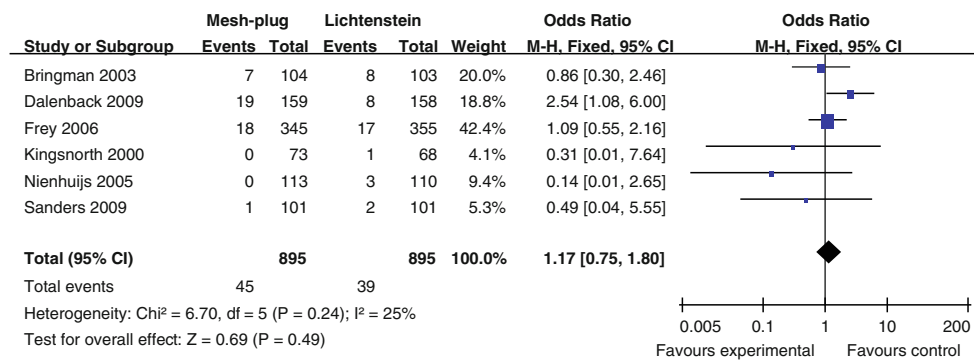 Mesh-plug Lichtenstein Odds Ratio Odds Ratio
Study or Subgroup Events Total Events Total Weight M-H, Fixed, 95% CI M-H, Fixed, 95% CI
Bringman 2003 7 104 8 103 20.0% 0.86 [0.30, 2.46]
Dalenback 2009 19 159 8 158 18.8% 2.54 [1.08, 6.00]
Frey 2006 18 345 17 355 42.4% 1.09 [0.55, 2.16]
Kingsnorth 2000 0 73 1 68 4.1% 0.31 [0.01, 7.64]
Nienhuijs 2005 0 113 3 110 9.4% 0.14 [0.01, 2.65]
Sanders 2009 1 101 2 101 5.3% 0.49 [0.04, 5.55]
Total (95% CI) 895 895 100.0% 1.17 [0.75, 1.80]
Total events 45 39
Heterogeneity: Chi² = 6.70, df = 5 (P = 0.24); I² = 25%
Test for overall effect: Z = 0.69 (P = 0.49)
0.005 0.1 1 10 200
Favours experimental Favours control